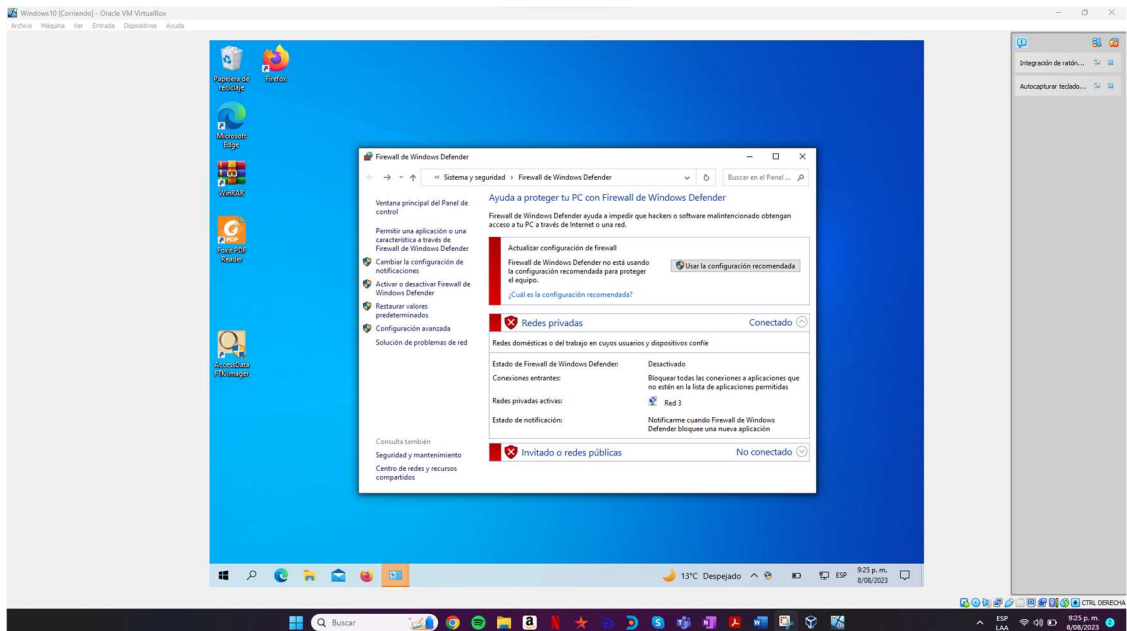 Windows10 [Corriendo] - Oracle VM VirtualBox
Archivo Máquina Ver Entrada Dispositivos Ayuda
Papelera de
reciclaje
Firefox
Microsoft
Edge
WinRAR
Foxit PDF
Reader
AccessData
FTK Imager
Firewall de Windows Defender
« Sistema y seguridad > Firewall de Windows Defender
Buscar en el Panel ...
Ventana principal del Panel de
control
Permitir una aplicación o una
característica a través de
Firewall de Windows Defender
Cambiar la configuración de
notificaciones
Activar o desactivar Firewall de
Windows Defender
Restaurar valores
predeterminados
Configuración avanzada
Solución de problemas de red
Consulta también
Seguridad y mantenimiento
Centro de redes y recursos
compartidos
Ayuda a proteger tu PC con Firewall de Windows Defender
Firewall de Windows Defender ayuda a impedir que hackers o software malintencionado obtengan
acceso a tu PC a través de Internet o una red.
Actualizar configuración de firewall
Firewall de Windows Defender no está usando
la configuración recomendada para proteger
el equipo.
Usar la configuración recomendada
¿Cuál es la configuración recomendada?
Redes privadas Conectado
Redes domésticas o del trabajo en cuyos usuarios y dispositivos confíe
Estado de Firewall de Windows Defender: Desactivado
Conexiones entrantes: Bloquear todas las conexiones a aplicaciones que
no estén en la lista de aplicaciones permitidas
Redes privadas activas: Red 3
Estado de notificación: Notificarme cuando Firewall de Windows
Defender bloquee una nueva aplicación
Invitado o redes públicas No conectado
Integración de ratón...
Autocapturar teclado...
13°C Despejado
ESP
9:25 p. m.
8/08/2023
CTRL DERECHA
Buscar
ESP
LAA
9:25 p. m.
8/08/2023